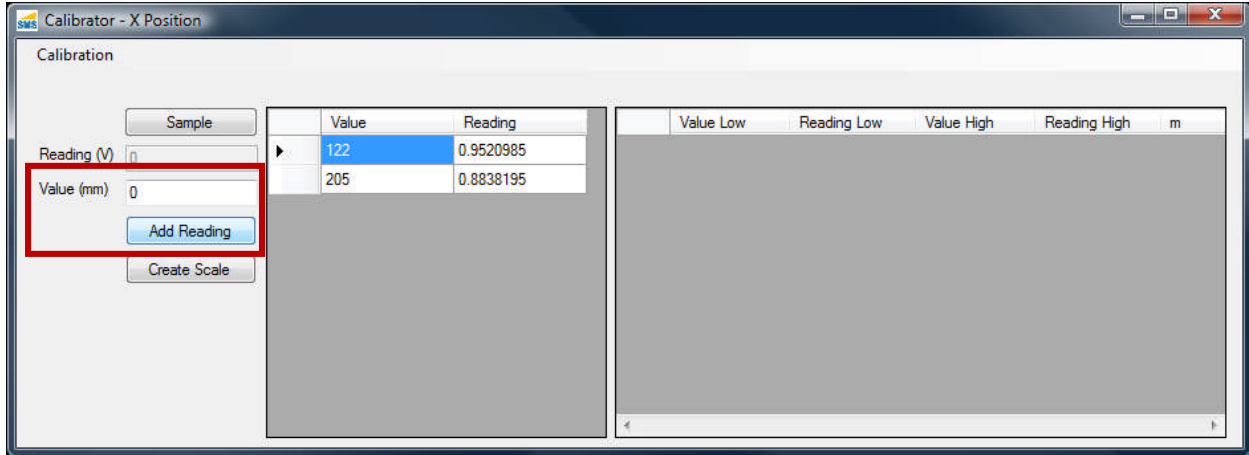 SMS Calibrator - X Position
Calibration
Sample
Reading (V) 0
Value (mm) 0
Add Reading
Create Scale
Value Reading
122 0.9520985
205 0.8838195
Value Low Reading Low Value High Reading High m